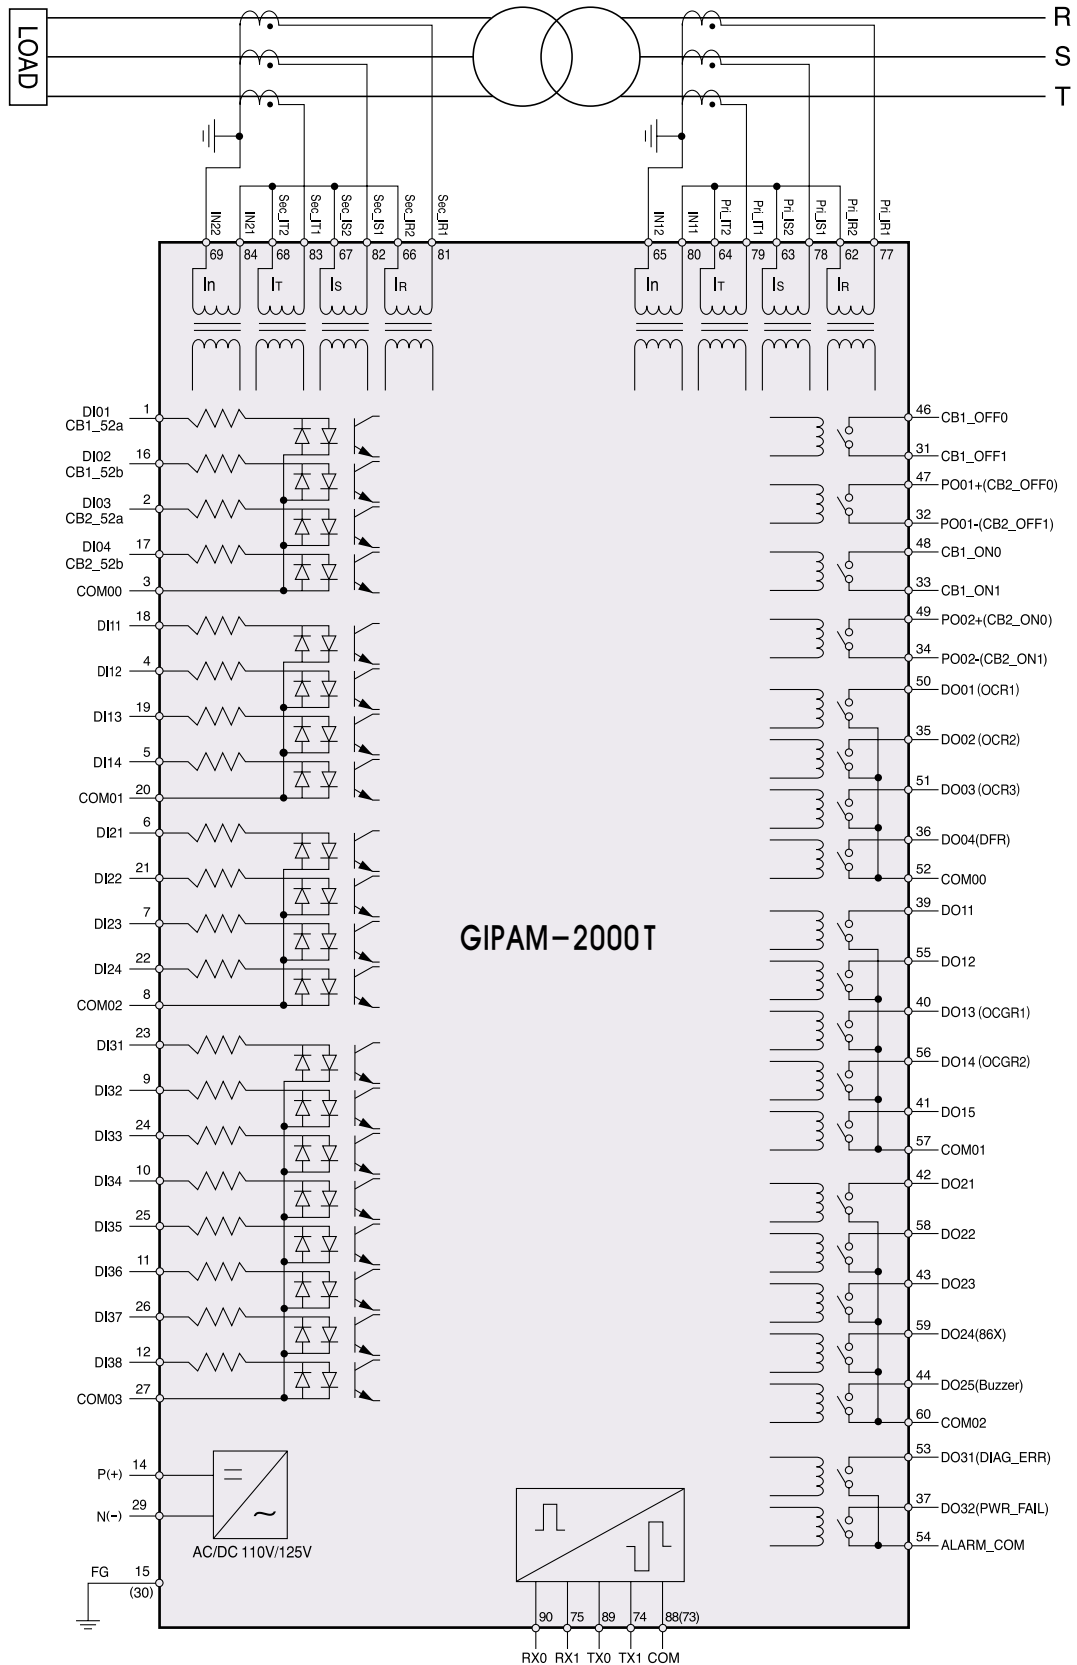 R
S
T
LOAD
IN22
IN21
Sec_IT2
Sec_IT1
Sec_IS2
Sec_IS1
Sec_IR2
Sec_IR1
IN12
IN11
Pri_IT2
Pri_IT1
Pri_IS2
Pri_IS1
Pri_IR2
Pri_IR1
69 84 68 83 67 82 66 81
65 80 64 79 63 78 62 77
In IT IS IR
In IT IS IR
DI01 1
CB1_52a
DI02 16
CB1_52b
DI03 2
CB2_52a
DI04 17
CB2_52b
COM00 3
DI11 18
DI12 4
DI13 19
DI14 5
COM01 20
DI21 6
DI22 21
DI23 7
DI24 22
COM02 8
DI31 23
DI32 9
DI33 24
DI34 10
DI35 25
DI36 11
DI37 26
DI38 12
COM03 27
P(+) 14
N(-) 29
AC/DC 110V/125V
FG 15
(30)
GIPAM-2000T
46 CB1_OFF0
31 CB1_OFF1
47 PO01+(CB2_OFF0)
32 PO01-(CB2_OFF1)
48 CB1_ON0
33 CB1_ON1
49 PO02+(CB2_ON0)
34 PO02-(CB2_ON1)
50 DO01(OCR1)
35 DO02(OCR2)
51 DO03(OCR3)
36 DO04(DFR)
52 COM00
39 DO11
55 DO12
40 DO13(OCGR1)
56 DO14(OCGR2)
41 DO15
57 COM01
42 DO21
58 DO22
43 DO23
59 DO24(86X)
44 DO25(Buzzer)
60 COM02
53 DO31(DIAG_ERR)
37 DO32(PWR_FAIL)
54 ALARM_COM
90 75 89 74 88(73)
RX0 RX1 TX0 TX1 COM